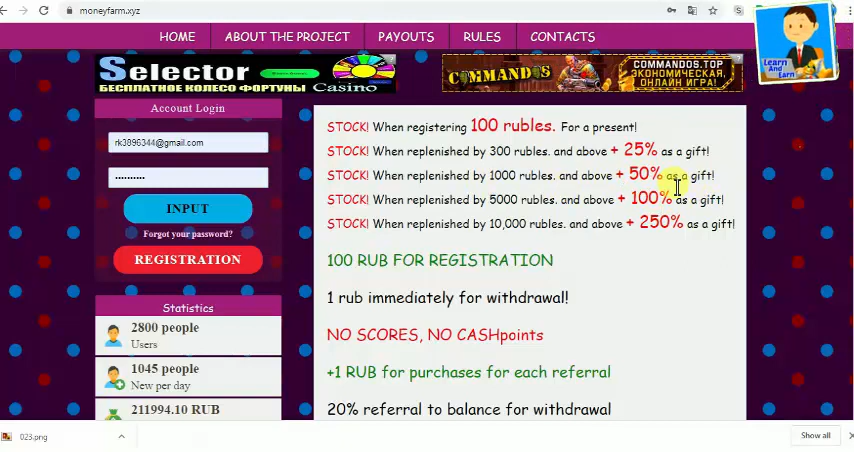 moneyfarm.xyz
HOME ABOUT THE PROJECT PAYOUTS RULES CONTACTS
Learn And Earn
Selector
БЕСПЛАТНОЕ КОЛЕСО ФОРТУНЫ Casino
COMMANDOS
COMMANDOS.TOP
ЭКОНОМИЧЕСКАЯ,
ОНЛАЙН ИГРА!
Account Login
rk3896344@gmail.com
INPUT
Forgot your password?
REGISTRATION
Statistics
2800 people
Users
1045 people
New per day
211994.10 RUB
STOCK! When registering 100 rubles. For a present!
STOCK! When replenished by 300 rubles. and above + 25% as a gift!
STOCK! When replenished by 1000 rubles. and above + 50% as a gift!
STOCK! When replenished by 5000 rubles. and above + 100% as a gift!
STOCK! When replenished by 10,000 rubles. and above + 250% as a gift!
100 RUB FOR REGISTRATION
1 rub immediately for withdrawal!
NO SCORES, NO CASHpoints
+1 RUB for purchases for each referral
20% referral to balance for withdrawal
023.png
Show all